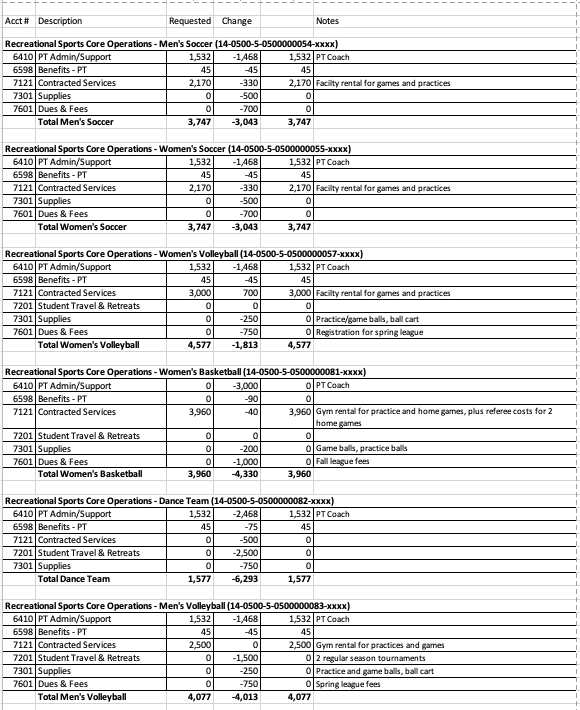 Acct # Description Requested Change Notes
Recreational Sports Core Operations - Men's Soccer (14-0500-5-0500000054-xxxx)
6410 PT Admin/Support 1,532 -1,468 1,532 PT Coach
6598 Benefits - PT 45 -45 45
7121 Contracted Services 2,170 -330 2,170 Facilty rental for games and practices
7301 Supplies 0 -500 0
7601 Dues & Fees 0 -700 0
Total Men's Soccer 3,747 -3,043 3,747
Recreational Sports Core Operations - Women's Soccer (14-0500-5-0500000055-xxxx)
6410 PT Admin/Support 1,532 -1,468 1,532 PT Coach
6598 Benefits - PT 45 -45 45
7121 Contracted Services 2,170 -330 2,170 Facilty rental for games and practices
7301 Supplies 0 -500 0
7601 Dues & Fees 0 -700 0
Total Women's Soccer 3,747 -3,043 3,747
Recreational Sports Core Operations - Women's Volleyball (14-0500-5-0500000057-xxxx)
6410 PT Admin/Support 1,532 -1,468 1,532 PT Coach
6598 Benefits - PT 45 -45 45
7121 Contracted Services 3,000 700 3,000 Facilty rental for games and practices
7201 Student Travel & Retreats 0 0 0
7301 Supplies 0 -250 0 Practice/game balls, ball cart
7601 Dues & Fees 0 -750 0 Registration for spring league
Total Women's Volleyball 4,577 -1,813 4,577
Recreational Sports Core Operations - Women's Basketball (14-0500-5-0500000081-xxxx)
6410 PT Admin/Support 0 -3,000 0 PT Coach
6598 Benefits - PT 0 -90 0
7121 Contracted Services 3,960 -40 3,960 Gym rental for practice and home games, plus referee costs for 2
home games
7201 Student Travel & Retreats 0 0 0
7301 Supplies 0 -200 0 Game balls, practice balls
7601 Dues & Fees 0 -1,000 0 Fall league fees
Total Women's Basketball 3,960 -4,330 3,960
Recreational Sports Core Operations - Dance Team (14-0500-5-0500000082-xxxx)
6410 PT Admin/Support 1,532 -2,468 1,532 PT Coach
6598 Benefits - PT 45 -75 45
7121 Contracted Services 0 -500 0
7201 Student Travel & Retreats 0 -2,500 0
7301 Supplies 0 -750 0
Total Dance Team 1,577 -6,293 1,577
Recreational Sports Core Operations - Men's Volleyball (14-0500-5-0500000083-xxxx)
6410 PT Admin/Support 1,532 -1,468 1,532 PT Coach
6598 Benefits - PT 45 -45 45
7121 Contracted Services 2,500 0 2,500 Gym rental for practices and games
7201 Student Travel & Retreats 0 -1,500 0 2 regular season tournaments
7301 Supplies 0 -250 0 Practice and game balls, ball cart
7601 Dues & Fees 0 -750 0 Spring league fees
Total Men's Volleyball 4,077 -4,013 4,077